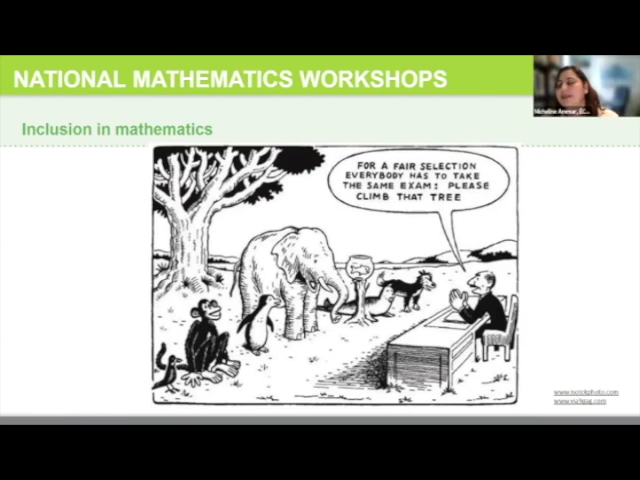 NATIONAL MATHEMATICS WORKSHOPS
Inclusion in mathematics
FOR A FAIR SELECTION
EVERYBODY HAS TO TAKE
THE SAME EXAM: PLEASE
CLIMB THAT TREE